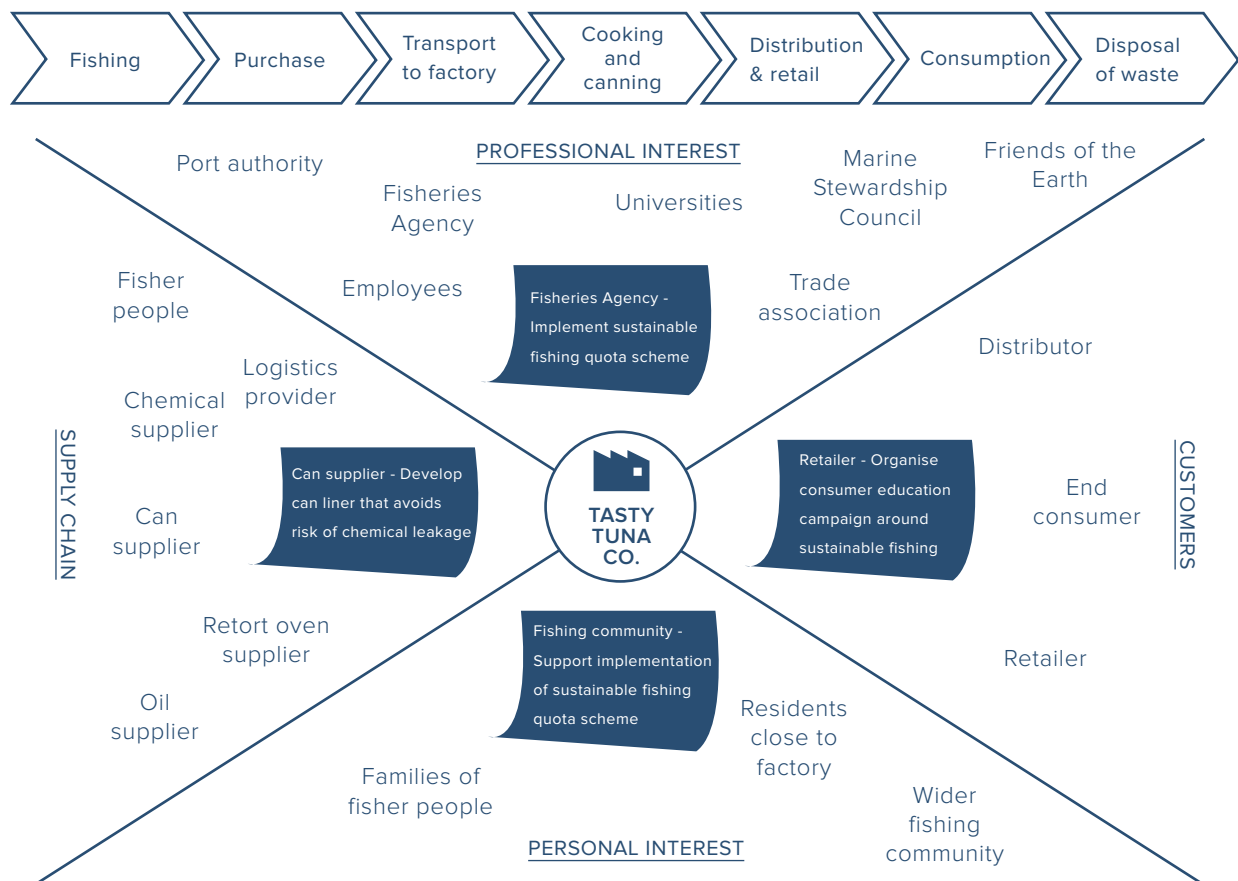 Fishing
Purchase
Transport
to factory
Cooking
and
canning
Distribution
& retail
Consumption
Disposal
of waste
PROFESSIONAL INTEREST
Port authority
Fisheries
Agency
Universities
Marine
Stewardship
Council
Friends of the
Earth
Employees
Fisheries Agency -
Implement sustainable
fishing quota scheme
Trade
association
SUPPLY CHAIN
Fisher
people
Logistics
provider
Chemical
supplier
Can supplier - Develop
can liner that avoids
risk of chemical leakage
Can
supplier
Retort oven
supplier
Oil
supplier
TASTY
TUNA
CO.
Distributor
Retailer - Organise
consumer education
campaign around
sustainable fishing
End
consumer
CUSTOMERS
Retailer
Fishing community -
Support implementation
of sustainable fishing
quota scheme
Residents
close to
factory
Families of
fisher people
Wider
fishing
community
PERSONAL INTEREST